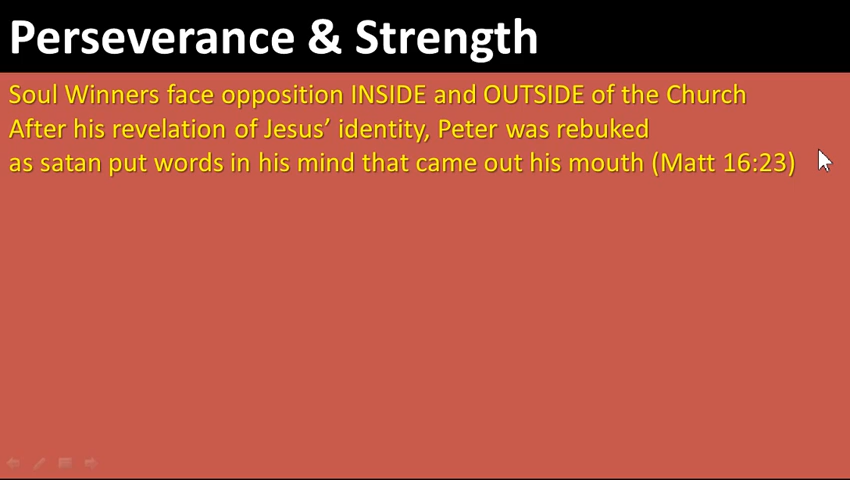 Perseverance & Strength
Soul Winners face opposition INSIDE and OUTSIDE of the Church
After his revelation of Jesus’ identity, Peter was rebuked
as satan put words in his mind that came out his mouth (Matt 16:23)